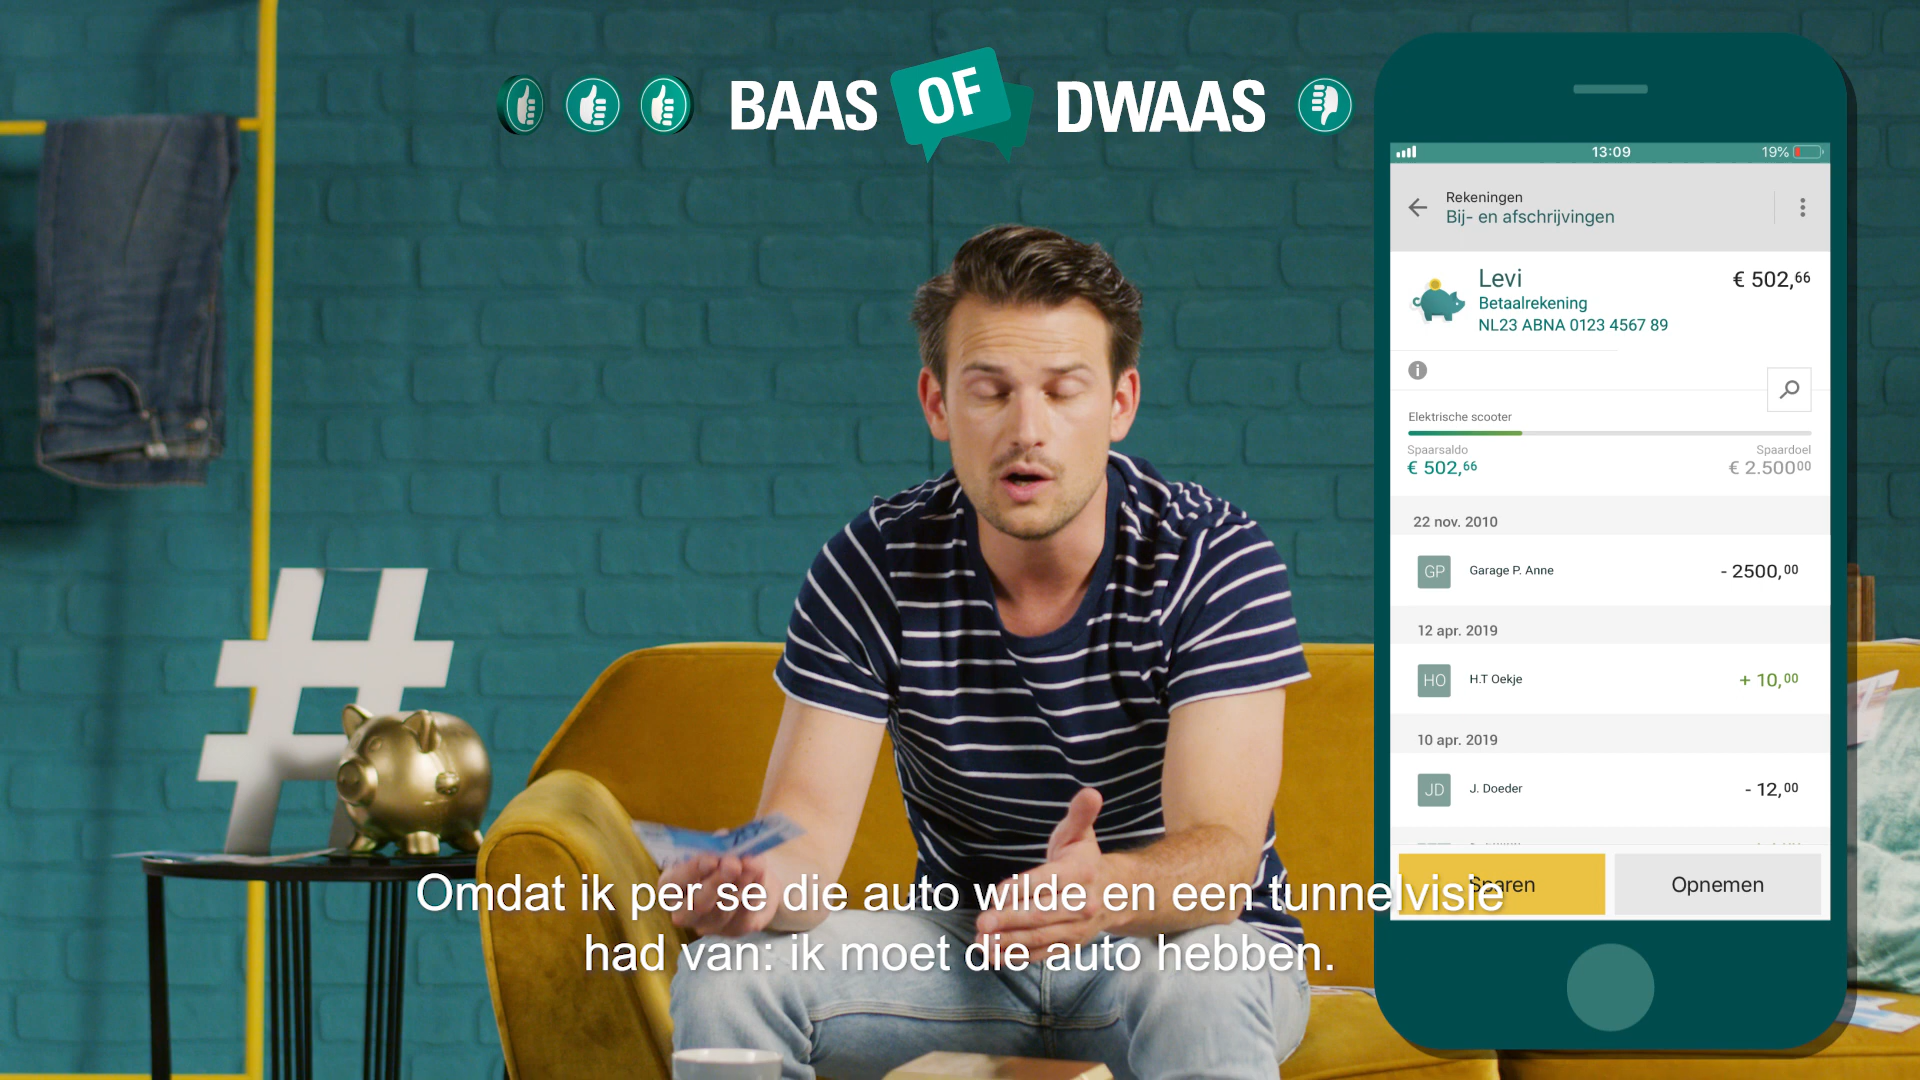 BAAS OF DWAAS
13:09
19%
Rekeningen
Bij- en afschrijvingen
Levi
€ 502,66
Betaalrekening
NL23 ABNA 0123 4567 89
i
Elektrische scooter
Spaarsaldo
Spaardoel
€ 502,66
€ 2.50000
22 nov. 2010
GP
Garage P. Anne
- 2500,00
12 apr. 2019
HO
H.T Oekje
+ 10,00
10 apr. 2019
JD
J. Doeder
- 12,00
Sparen
Opnemen
#
Omdat ik per se die auto wilde en een tunnelvisie
had van: ik moet die auto hebben.